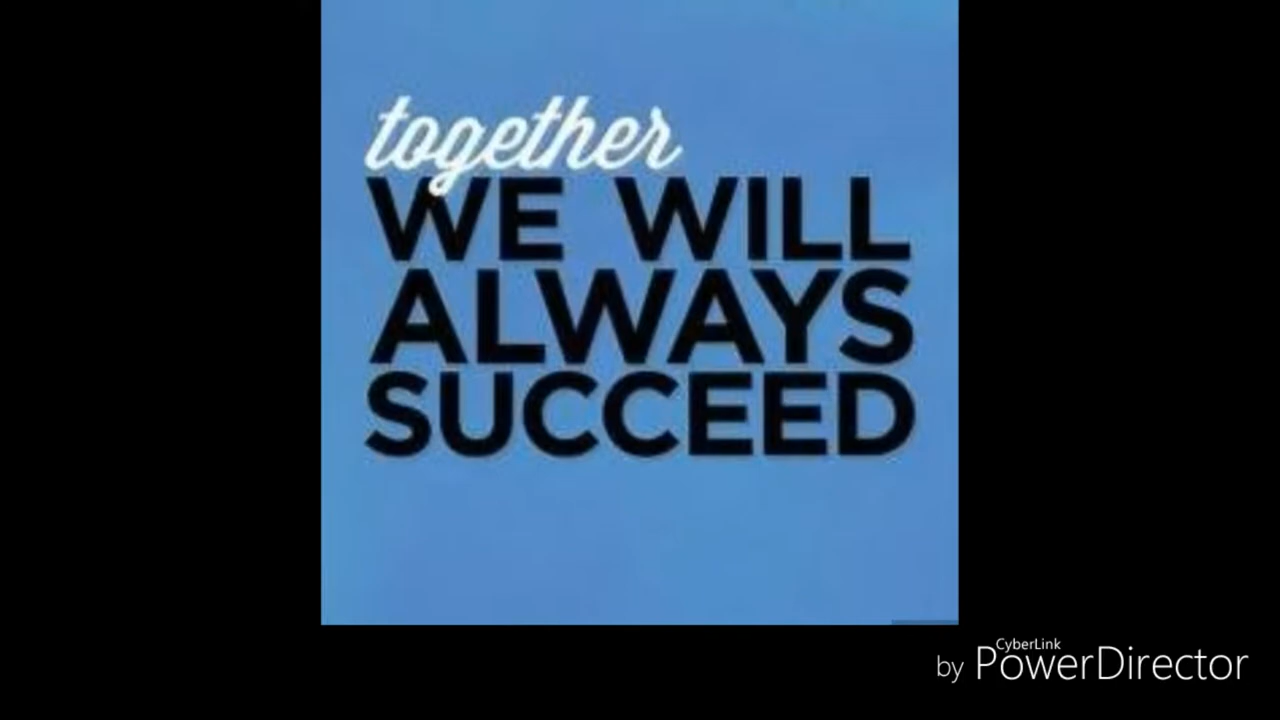 together
WE WILL
ALWAYS
SUCCEED
CyberLink
by PowerDirector